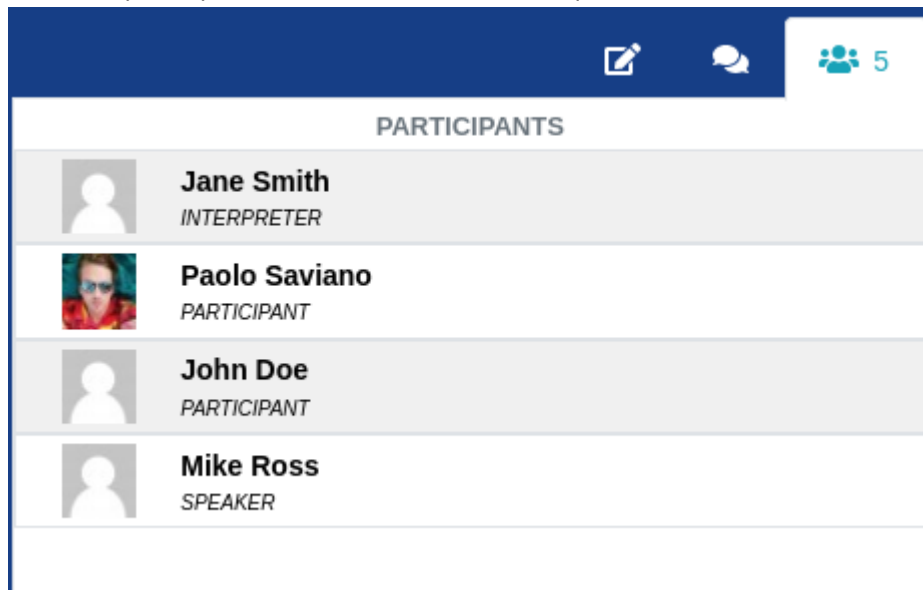 5
PARTICIPANTS
Jane Smith
INTERPRETER
Paolo Saviano
PARTICIPANT
John Doe
PARTICIPANT
Mike Ross
SPEAKER